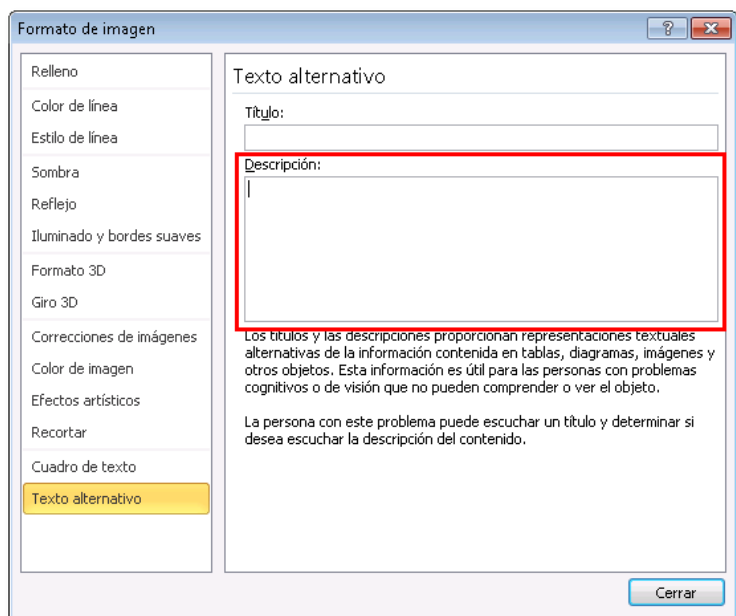 Formato de imagen
Relleno
Color de línea
Estilo de línea
Sombra
Reflejo
Iluminado y bordes suaves
Formato 3D
Giro 3D
Correcciones de imágenes
Color de imagen
Efectos artísticos
Recortar
Cuadro de texto
Texto alternativo
Texto alternativo
Título:
Descripción:
Los títulos y las descripciones proporcionan representaciones textuales
alternativas de la información contenida en tablas, diagramas, imágenes y
otros objetos. Esta información es útil para las personas con problemas
cognitivos o de visión que no pueden comprender o ver el objeto.
La persona con este problema puede escuchar un título y determinar si
desea escuchar la descripción del contenido.
Cerrar